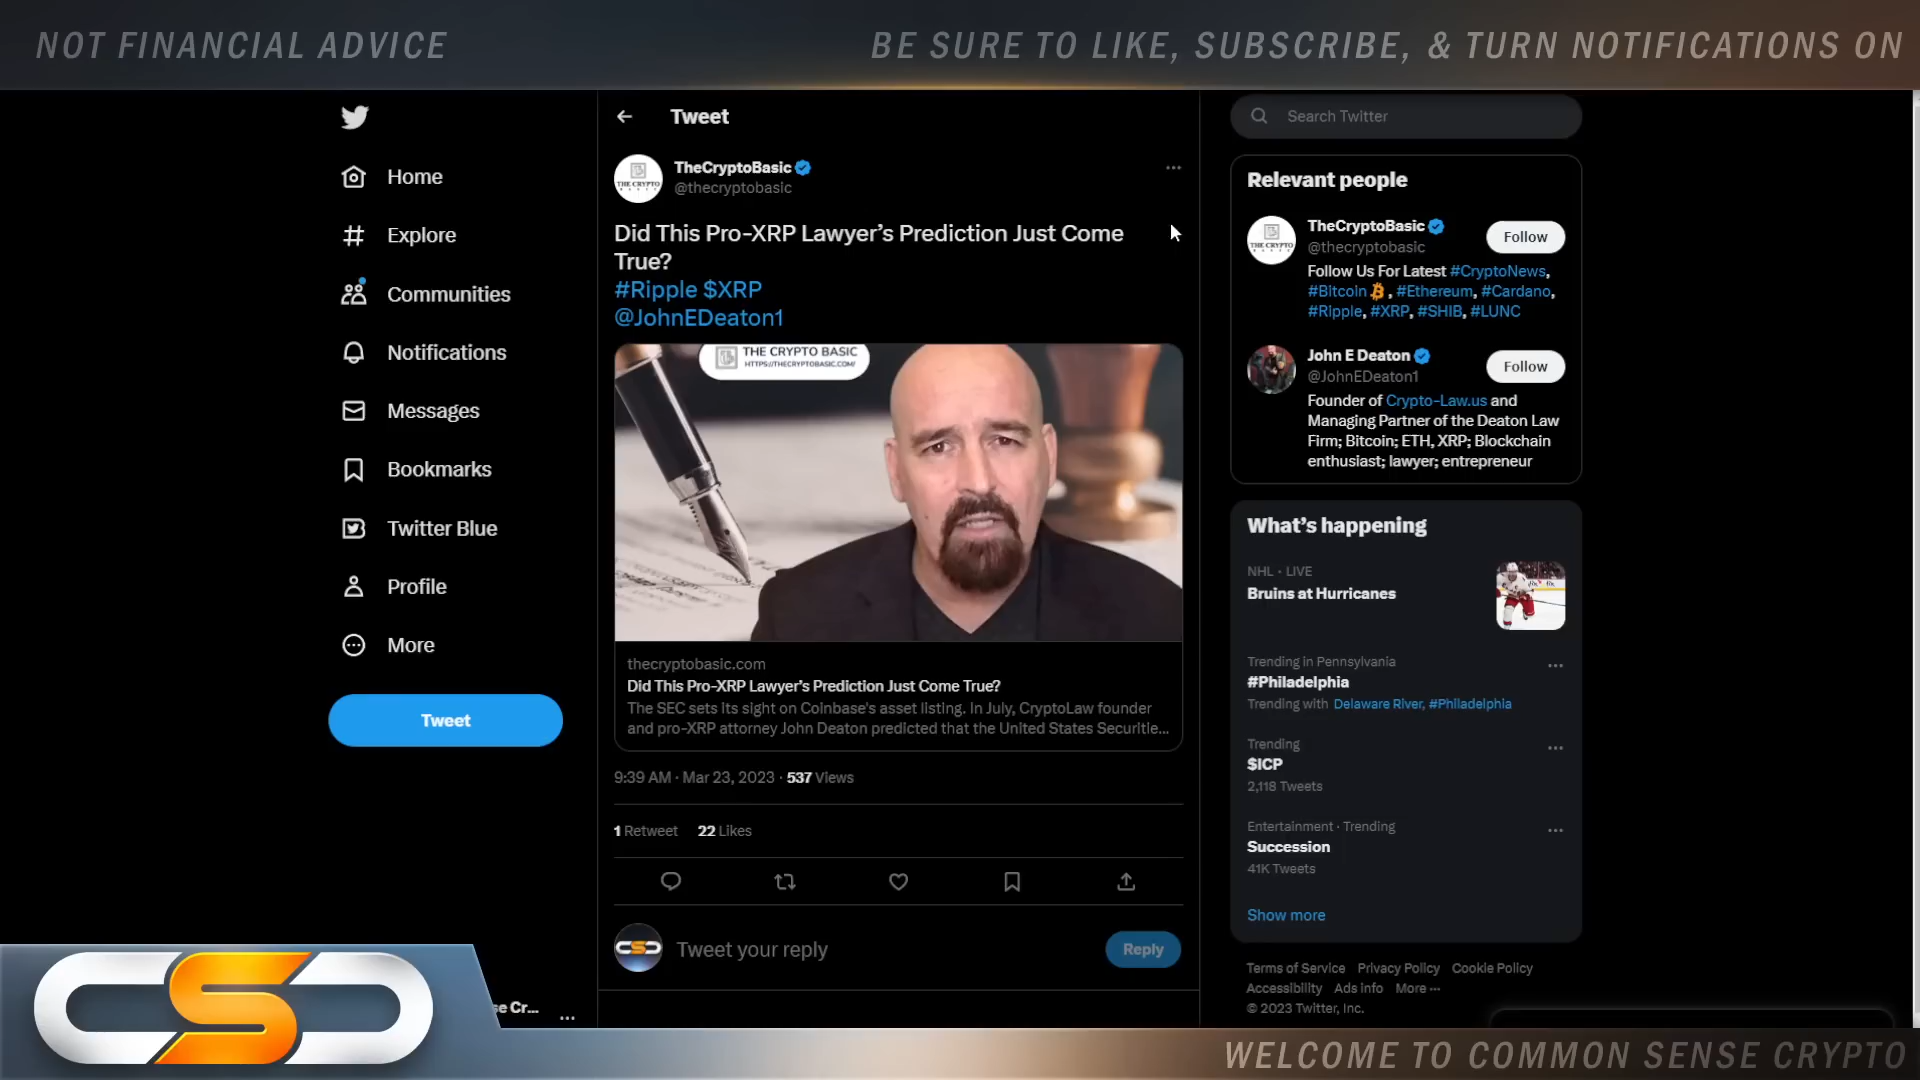 NOT FINANCIAL ADVICE
BE SURE TO LIKE, SUBSCRIBE, & TURN NOTIFICATIONS ON
Home
Explore
Communities
Notifications
Messages
Bookmarks
Twitter Blue
Profile
More
Tweet
se Cr...
Tweet
TheCryptoBasic
@thecryptobasic
Did This Pro-XRP Lawyer's Prediction Just Come
True?
#Ripple $XRP
@JohnEDeaton1
THE CRYPTO BASIC
HTTPS://THECRYPTOBASIC.COM/
thecryptobasic.com
Did This Pro-XRP Lawyer's Prediction Just Come True?
The SEC sets its sight on Coinbase's asset listing. In July, CryptoLaw founder
and pro-XRP attorney John Deaton predicted that the United States Securitie...
9:39 AM · Mar 23, 2023 · 537 Views
1 Retweet 22 Likes
Tweet your reply
Reply
Search Twitter
Relevant people
TheCryptoBasic
@thecryptobasic
Follow
Follow Us For Latest #CryptoNews,
#Bitcoin, #Ethereum, #Cardano,
#Ripple, #XRP, #SHIB, #LUNC
John E Deaton
@JohnEDeaton1
Follow
Founder of Crypto-Law.us and
Managing Partner of the Deaton Law
Firm; Bitcoin; ETH, XRP; Blockchain
enthusiast; lawyer; entrepreneur
What's happening
NHL · LIVE
Bruins at Hurricanes
Trending in Pennsylvania
#Philadelphia
Trending with Delaware River, #Philadelphia
Trending
$ICP
2,118 Tweets
Entertainment · Trending
Succession
41K Tweets
Show more
Terms of Service Privacy Policy Cookie Policy
Accessibility Ads info More ...
© 2023 Twitter, Inc.
WELCOME TO COMMON SENSE CRYPTO